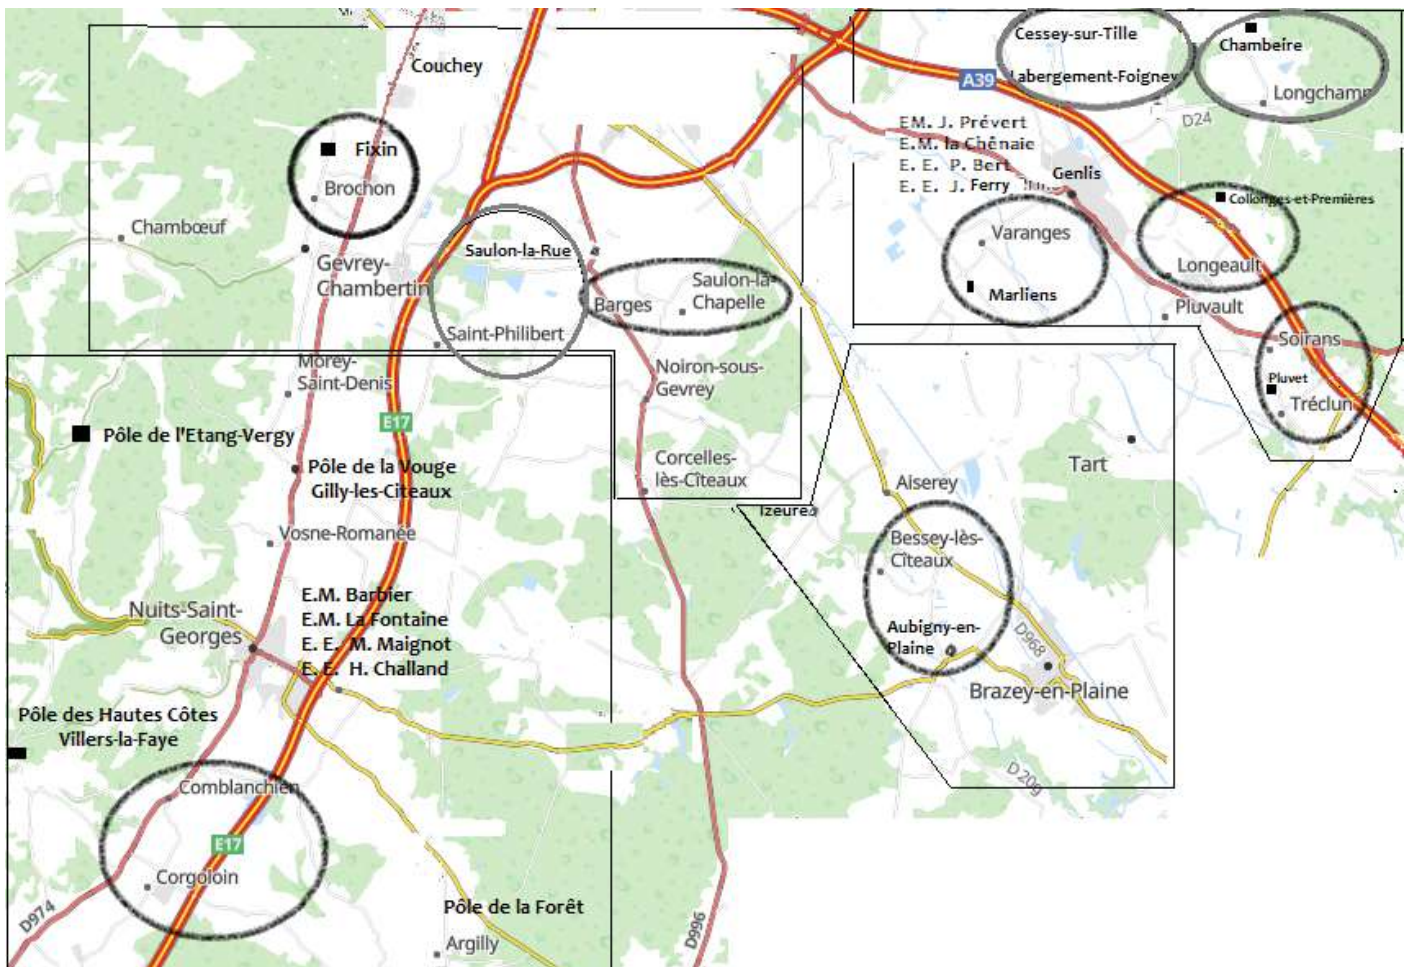 Couchey
Cessey-sur-Tille
Chambeire
Labergement-Foigney
A39
Longchamp
D24
EM. J. Prévert
E.M. la Chênaie
E. E. P. Bert
E. E. J. Ferry
Genlis
Fixin
Brochon
Collonges-et-Premières
Chambœuf
Varanges
Saulon-la-Rue
Gevrey-
Chambertin
Longeault
Saulon-la-
Chapelle
Barges
Marliens
Pluvault
Saint-Philibert
Soirans
Morey-
Saint-Denis
Noiron-sous-
Gevrey
Pluvet
Tréclun
E17
Pôle de l'Etang-Vergy
Pôle de la Vouge
Gilly-les-Citeaux
Corcelles-
lès-Cîteaux
Tart
Aiserey
Izeure
Vosne-Romanée
Bessey-lès-
Cîteaux
E.M. Barbier
E.M. La Fontaine
E. E. M. Maignot
E. E. H. Challand
Nuits-Saint-
Georges
Aubigny-en-
Plaine
D968
Brazey-en-Plaine
Pôle des Hautes Côtes
Villers-la-Faye
D 20g
Comblanchien
E17
Corgoloin
Pôle de la Forêt
D974
D996
Argilly